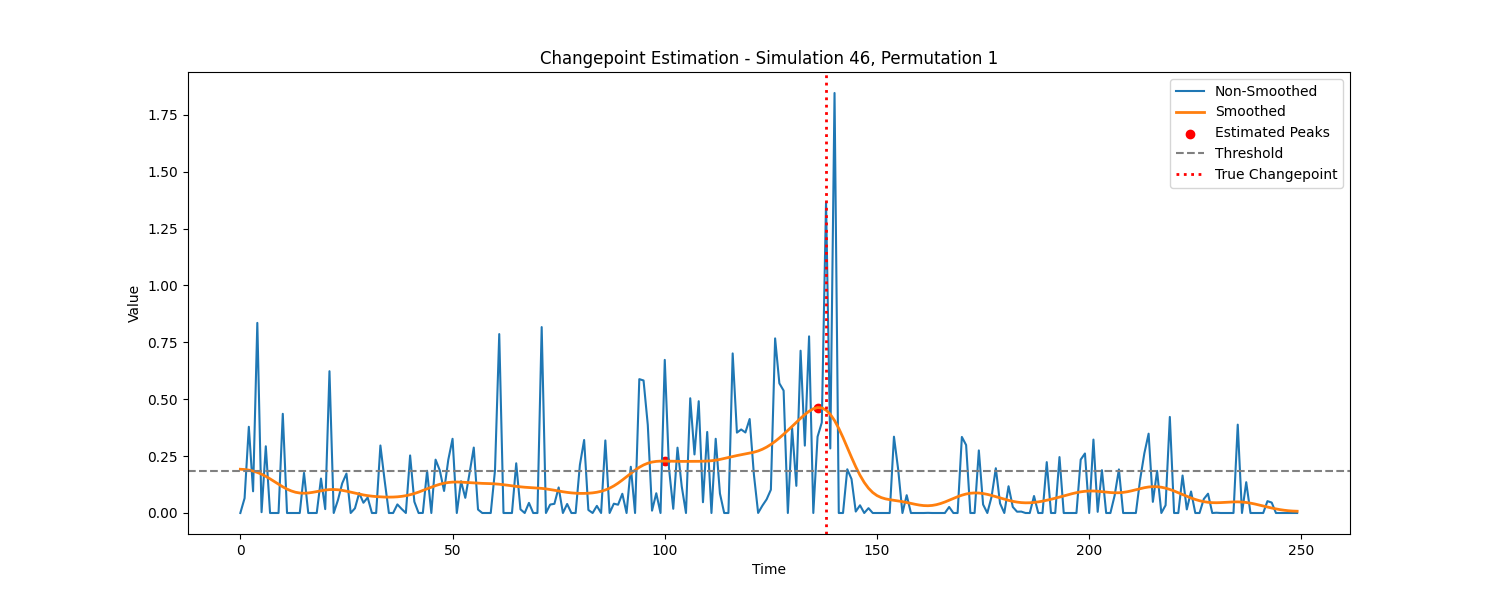 Changepoint Estimation - Simulation 46, Permutation 1
Non-Smoothed
Smoothed
Estimated Peaks
Threshold
True Changepoint
Value
1.75
1.50
1.25
1.00
0.75
0.50
0.25
0.00
0
50
100
150
200
250
Time